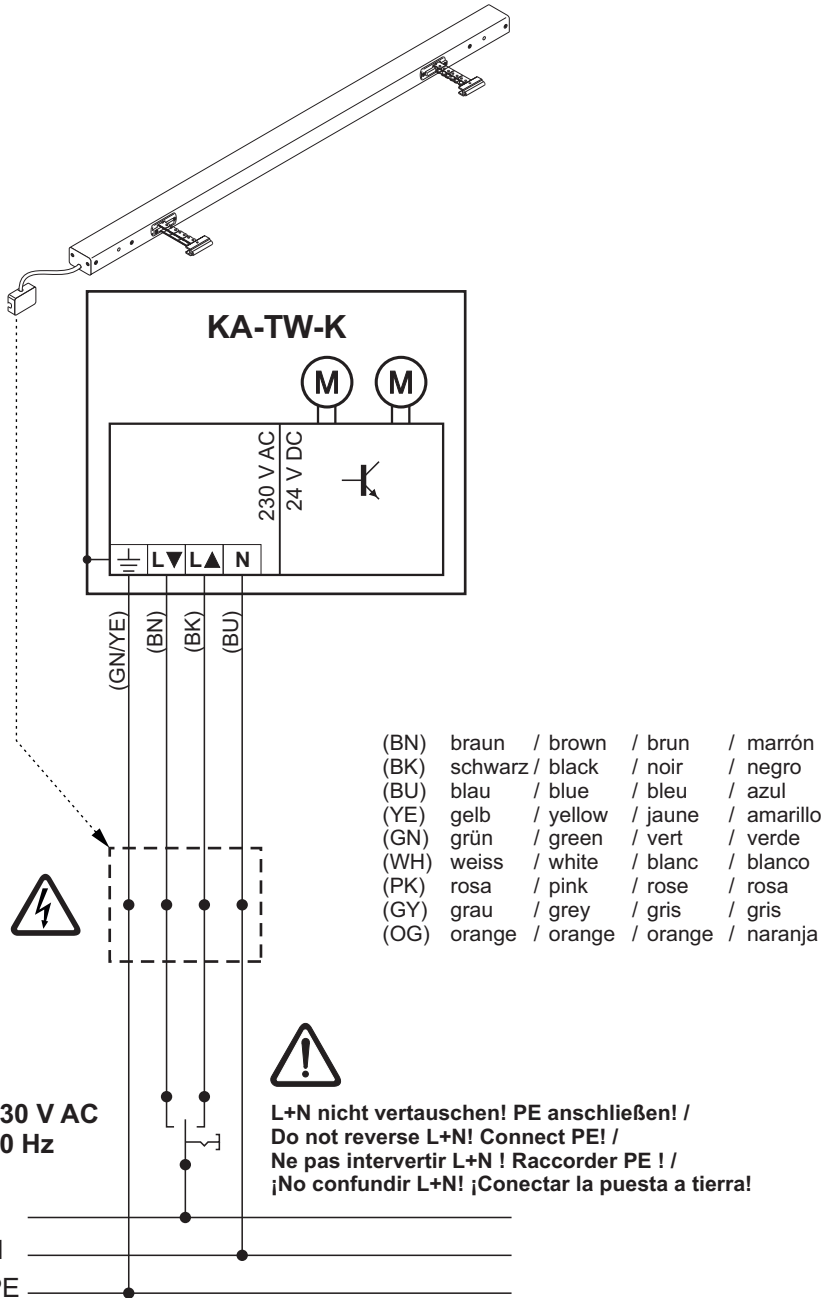 KA-TW-K
M M
230 V AC
24 V DC
L▼ L▲ N
(GN/YE)
(BN)
(BK)
(BU)
(BN) braun / brown / brun / marrón
(BK) schwarz / black / noir / negro
(BU) blau / blue / bleu / azul
(YE) gelb / yellow / jaune / amarillo
(GN) grün / green / vert / verde
(WH) weiss / white / blanc / blanco
(PK) rosa / pink / rose / rosa
(GY) grau / grey / gris / gris
(OG) orange / orange / orange / naranja
30 V AC
0 Hz
L+N nicht vertauschen! PE anschließen! /
Do not reverse L+N! Connect PE! /
Ne pas intervertir L+N ! Raccorder PE ! /
¡No confundir L+N! ¡Conectar la puesta a tierra!
PE